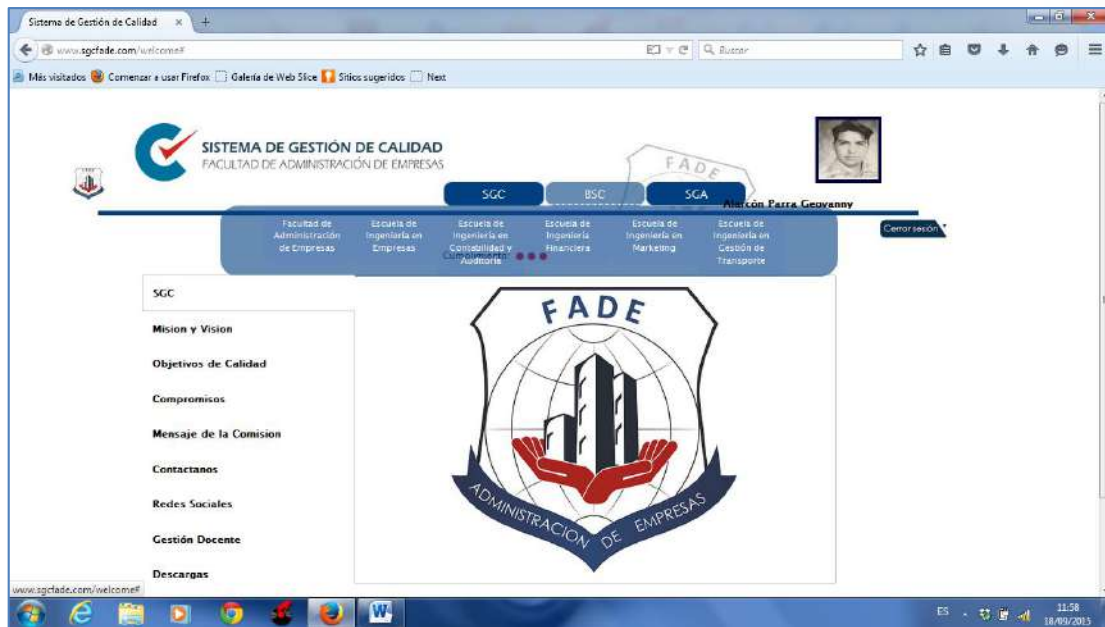 Sistema de Gestión de Calidad
www.sgcfade.com/welcome#
Buscar
Más visitados
Comenzar a usar Firefox
Galería de Web Slice
Sitios sugeridos
Next
SISTEMA DE GESTIÓN DE CALIDAD
FACULTAD DE ADMINISTRACIÓN DE EMPRESAS
FADE
FADE
SGC
BSC
SGA
Alarcón Parra Geovanny
Cerrar sesión
Facultad de
Administración
de Empresas
Escuela de
Ingeniería en
Empresas
Escuela de
Ingeniería en
Contabilidad y
Auditoría
Escuela de
Ingeniería
Financiera
Escuela de
Ingeniería en
Marketing
Escuela de
Ingeniería en
Gestión de
Transporte
Cumplimiento:
SGC
Mision y Vision
Objetivos de Calidad
Compromisos
Mensaje de la Comision
Contactanos
Redes Sociales
Gestión Docente
Descargas
FADE
ADMINISTRACION DE EMPRESAS
www.sgcfade.com/welcome#
ES
11:58
18/09/2015